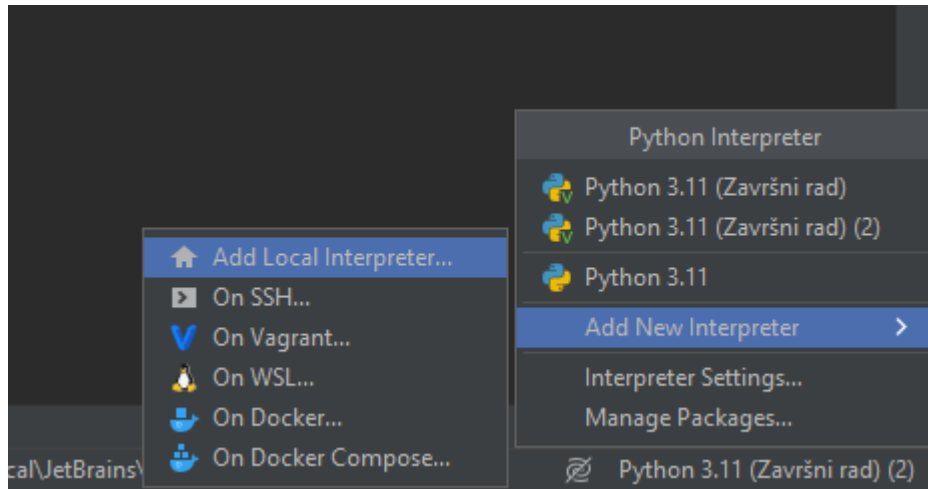 Python Interpreter
Python 3.11 (Završni rad)
Python 3.11 (Završni rad) (2)
Python 3.11
Add New Interpreter
Interpreter Settings...
Manage Packages...
Add Local Interpreter...
On SSH...
On Vagrant...
On WSL...
On Docker...
On Docker Compose...
cal\JetBrains\
Python 3.11 (Završni rad) (2)